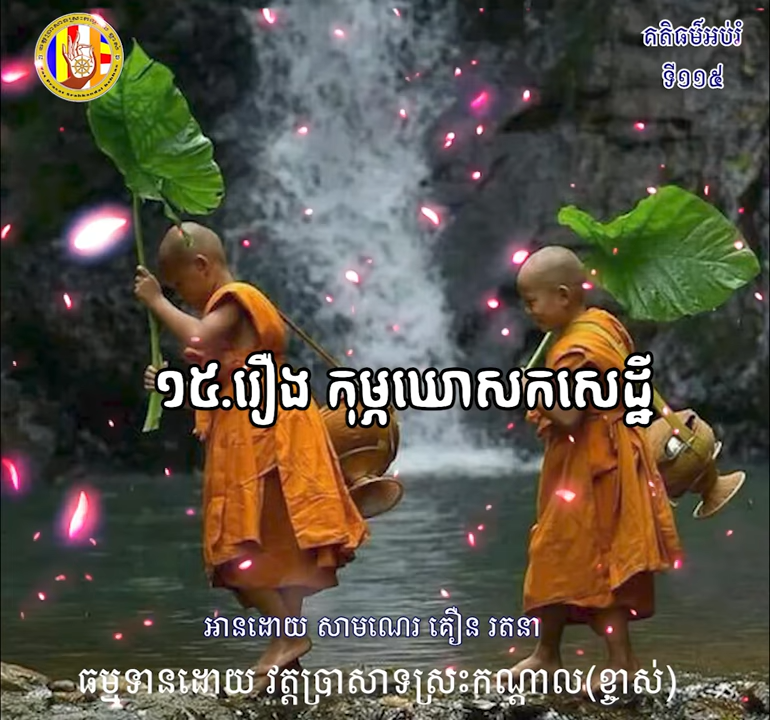 គតិធម៌អប់រំ
ទី១១៥
១៥.រឿង កុម្ភឃោសកសេដ្ឋី
អានដោយ សាមណេរ គឿន រតនា
ធម្មទានដោយ វត្តប្រាសាទស្រះកណ្តាល(ខ្ចាស់)